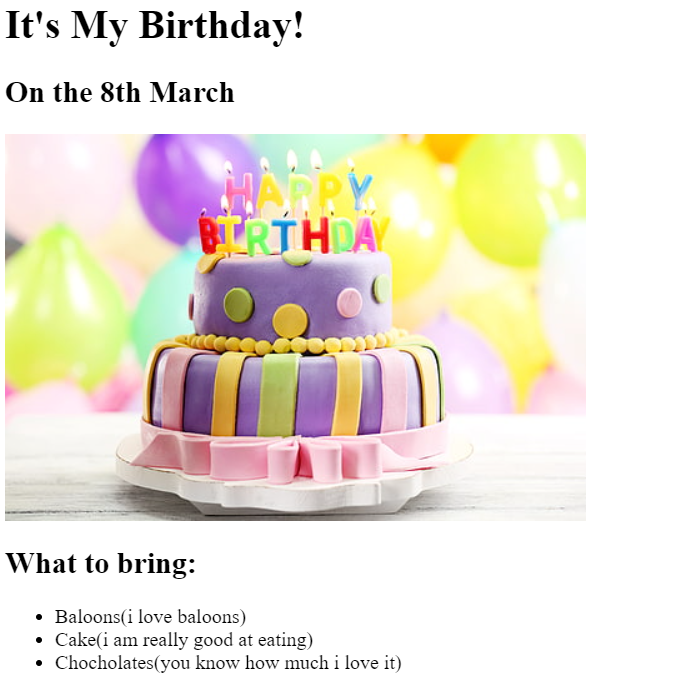 It's My Birthday!
On the 8th March
HAPPY
BIRTHDAY
What to bring:
Baloons(i love baloons)
Cake(i am really good at eating)
Chocholates(you know how much i love it)